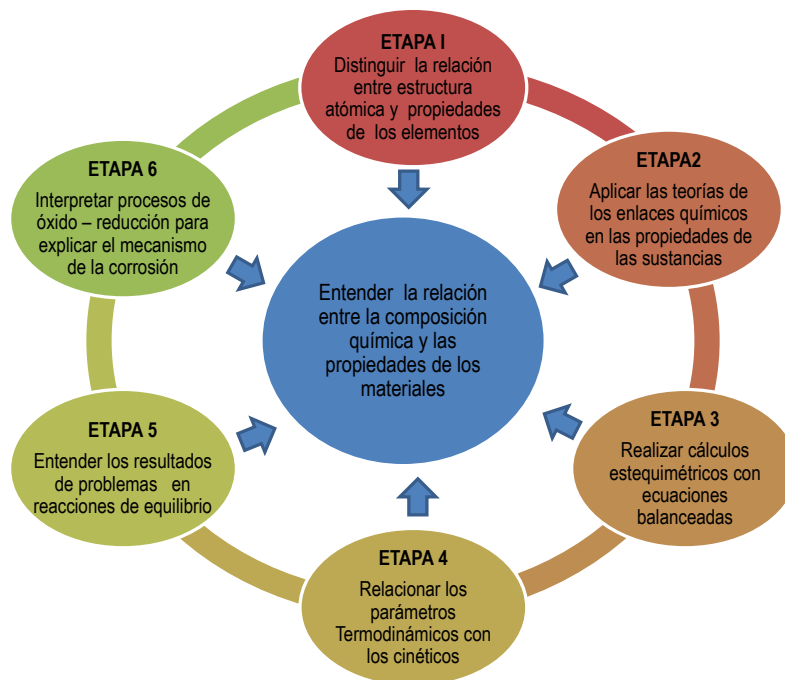 ETAPA I
Distinguir la relación
entre estructura
atómica y propiedades
de los elementos
ETAPA2
Aplicar las teorías de
los enlaces químicos
en las propiedades de
las sustancias
ETAPA 3
Realizar cálculos
estequimétricos con
ecuaciones
balanceadas
ETAPA 4
Relacionar los
parámetros
Termodinámicos con
los cinéticos
ETAPA 5
Entender los resultados
de problemas en
reacciones de equilibrio
ETAPA 6
Interpretar procesos de
óxido – reducción para
explicar el mecanismo
de la corrosión
Entender la relación
entre la composición
química y las
propiedades de los
materiales